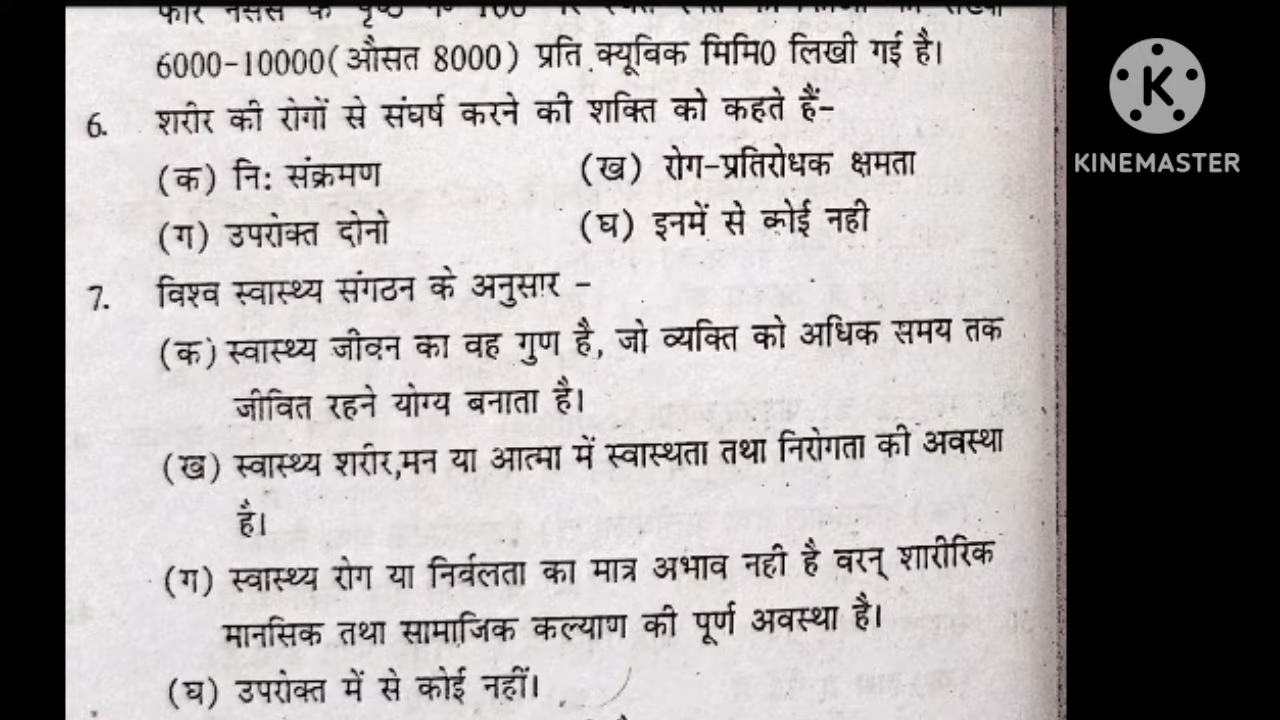 6000-10000(औसत 8000) प्रति क्यूविक मिमि0 लिखी गई है।
6. शरीर की रोगों से संघर्ष करने की शक्ति को कहते हैं-
(क) निः संक्रमण (ख) रोग-प्रतिरोधक क्षमता
(ग) उपरोक्त दोनो (घ) इनमें से कोई नही
7. विश्व स्वास्थ्य संगठन के अनुसार -
(क) स्वास्थ्य जीवन का वह गुण है, जो व्यक्ति को अधिक समय तक
जीवित रहने योग्य बनाता है।
(ख) स्वास्थ्य शरीर,मन या आत्मा में स्वास्थता तथा निरोगता की अवस्था
है।
(ग) स्वास्थ्य रोग या निर्वलता का मात्र अभाव नही है वरन् शारीरिक
मानसिक तथा सामाजिक कल्याण की पूर्ण अवस्था है।
(घ) उपरोक्त में से कोई नहीं।
K
KINEMASTER